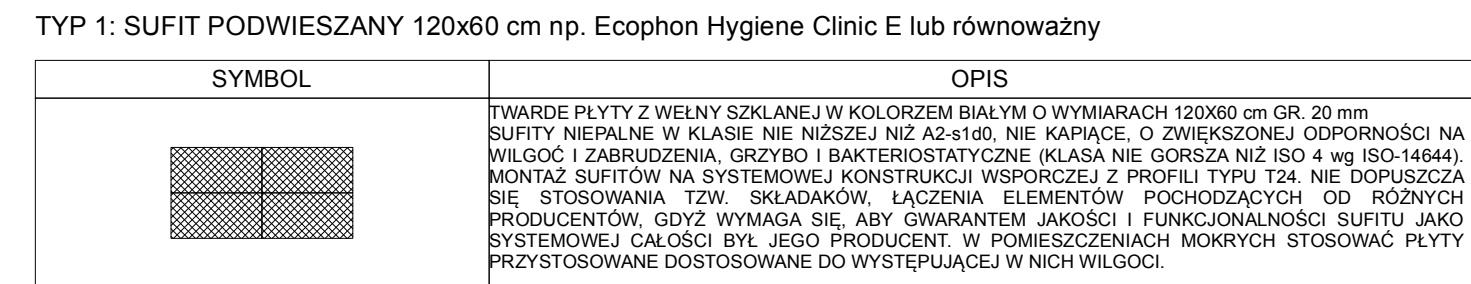 TYP 1: SUFIT PODWIESZANY 120x60 cm np. Ecophon Hygiene Clinic E lub równoważny
SYMBOL
OPIS
TWARDE PŁYTY Z WEŁNY SZKLANEJ W KOLORZEM BIAŁYM O WYMIARACH 120X60 cm GR. 20 mm
SUFITY NIEPALNE W KLASIE NIE NIŻSZEJ NIŻ A2-s1d0, NIE KAPIĄCE, O ZWIĘKSZONEJ ODPORNOŚCI NA
WILGOĆ I ZABRUDZENIA, GRZYBO I BAKTERIOSTATYCZNE (KLASA NIE GORSZA NIŻ ISO 4 wg ISO-14644).
MONTAŻ SUFITÓW NA SYSTEMOWEJ KONSTRUKCJI WSPORCZEJ Z PROFILI TYPU T24. NIE DOPUSZCZA
SIĘ STOSOWANIA TZW. SKŁADAKÓW, ŁĄCZENIA ELEMENTÓW POCHODZĄCYCH OD RÓŻNYCH
PRODUCENTÓW, GDYŻ WYMAGA SIĘ, ABY GWARANTEM JAKOŚCI I FUNKCJONALNOŚCI SUFITU JAKO
SYSTEMOWEJ CAŁOŚCI BYŁ JEGO PRODUCENT. W POMIESZCZENIACH MOKRYCH STOSOWAĆ PŁYTY
PRZYSTOSOWANE DOSTOSOWANE DO WYSTĘPUJĄCEJ W NICH WILGOCI.